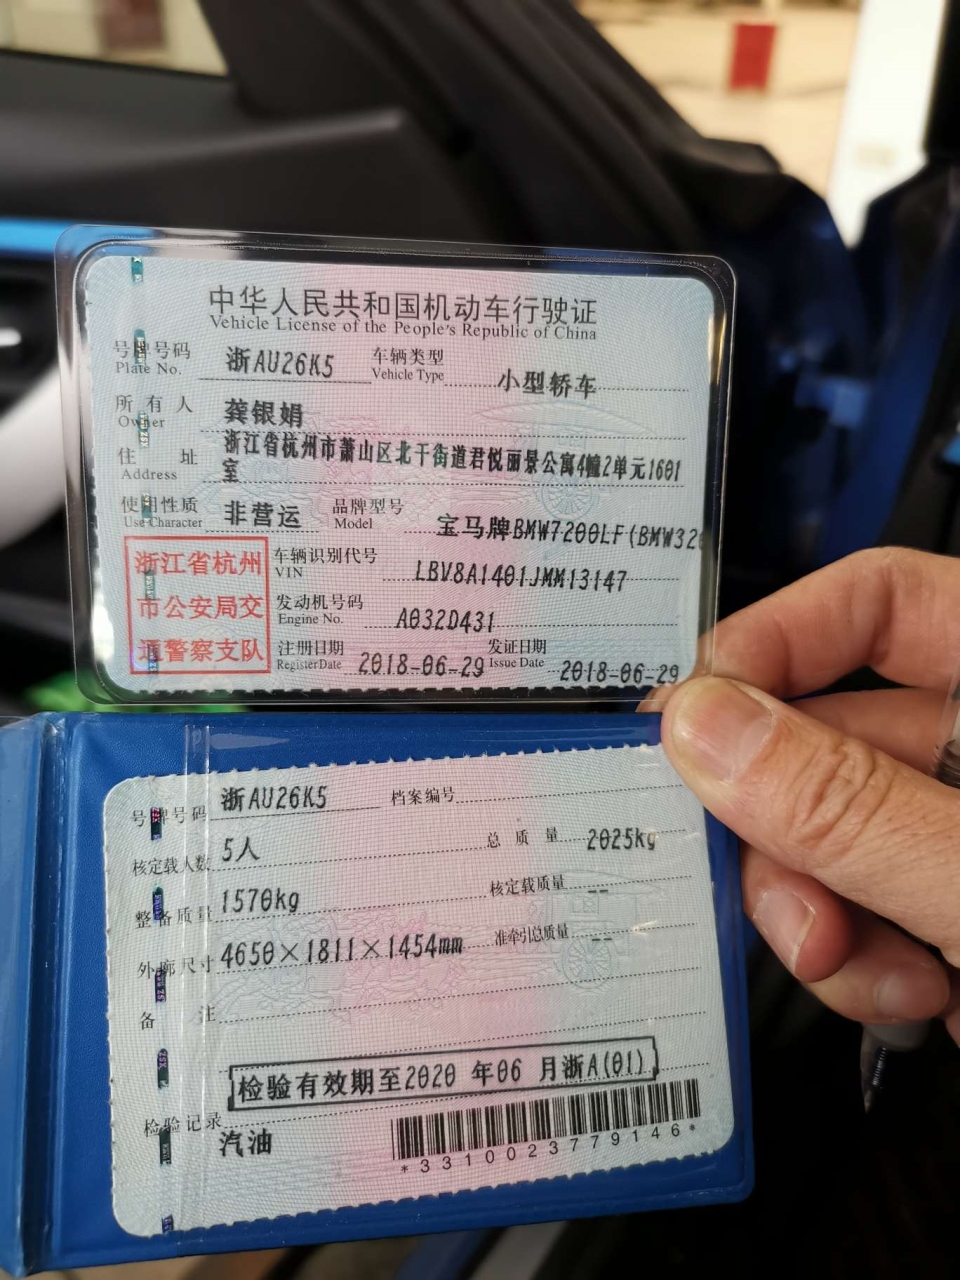 中华人民共和国机动车行驶证
Vehicle License of the People's Republic of China
号牌号码 浙AU26K5 车辆类型 小型轿车
Plate No. Vehicle Type
所有人 龚银娟
Owner
住址 浙江省杭州市萧山区北干街道君悦丽景公寓4幢2单元1601
室
Address
使用性质 非营运 品牌型号 宝马牌BMW7200LF(BMW32
Use Character Model
浙江省杭州
市公安局交
通警察支队
车辆识别代号 LBV8A1401JMM13147
VIN
发动机号码 A032D431
Engine No.
注册日期 2018-06-29 发证日期 2018-06-29
Register Date Issue Date
号牌号码 浙AU26K5 档案编号
核定载人数 5人 总质量 2025kg
整备质量 1570kg 核定载质量 --
外廓尺寸 4650×1811×1454mm 准牵引总质量 --
备注
检验有效期至2020年06月浙A(01)
检验记录
汽油
*3310023779146*